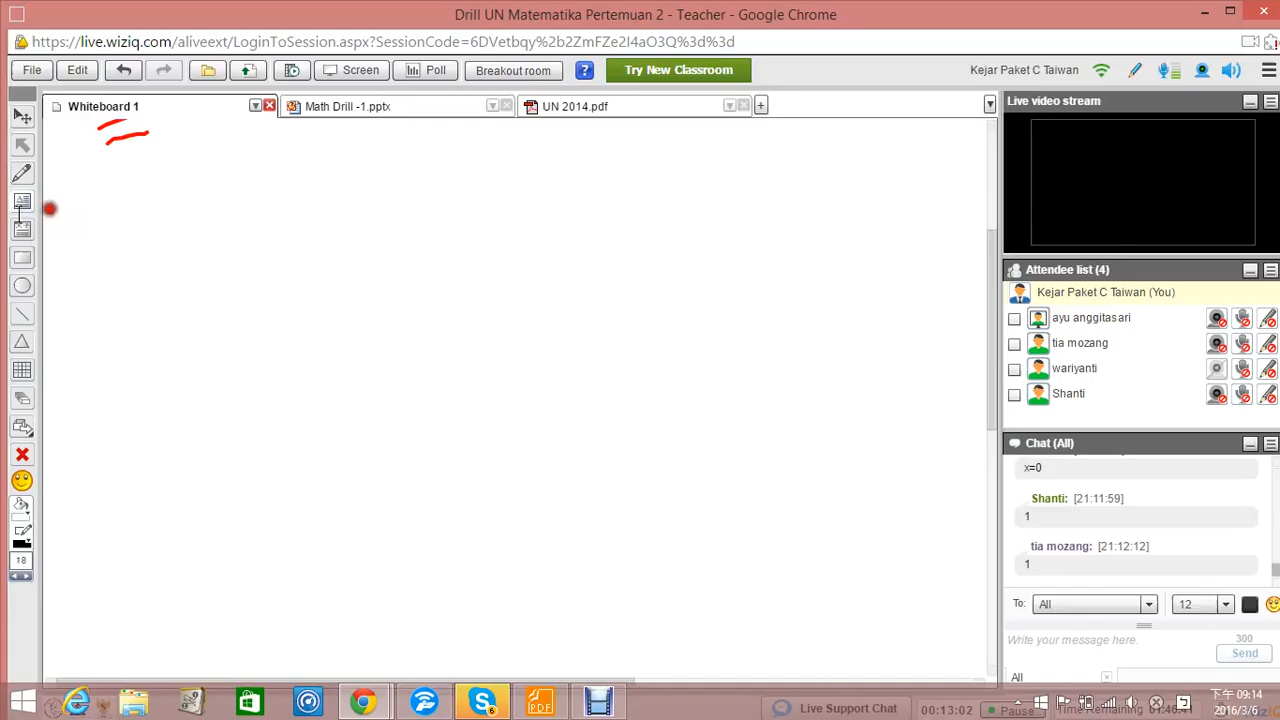 Drill UN Matematika Pertemuan 2 - Teacher - Google Chrome
https://live.wiziq.com/aliveext/LoginToSession.aspx?SessionCode=6DVetbqy%2b2ZmFZe2I4aO3Q%3d%3d
File Edit Screen Poll Breakout room ? Try New Classroom Kejar Paket C Taiwan
Whiteboard 1 Math Drill -1.pptx UN 2014.pdf +
Live video stream
Attendee list (4)
Kejar Paket C Taiwan (You)
ayu anggitasari
tia mozang
wariyanti
Shanti
Chat (All)
x=0
Shanti: [21:11:59]
1
tia mozang: [21:12:12]
1
18
To: All 12
Write your message here. 300
Send
All
Live Support Chat
00:13:02
Pause
Time Remaining
下午 09:14
2016/3/6